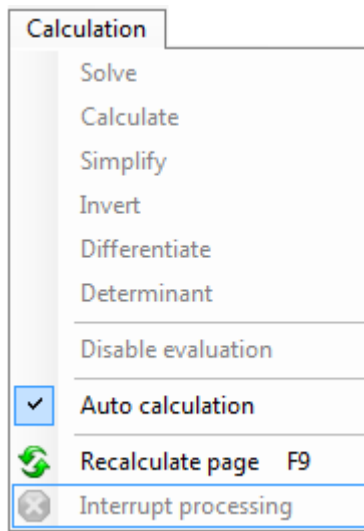 Calculation
Solve
Calculate
Simplify
Invert
Differentiate
Determinant
Disable evaluation
Auto calculation
Recalculate page F9
Interrupt processing